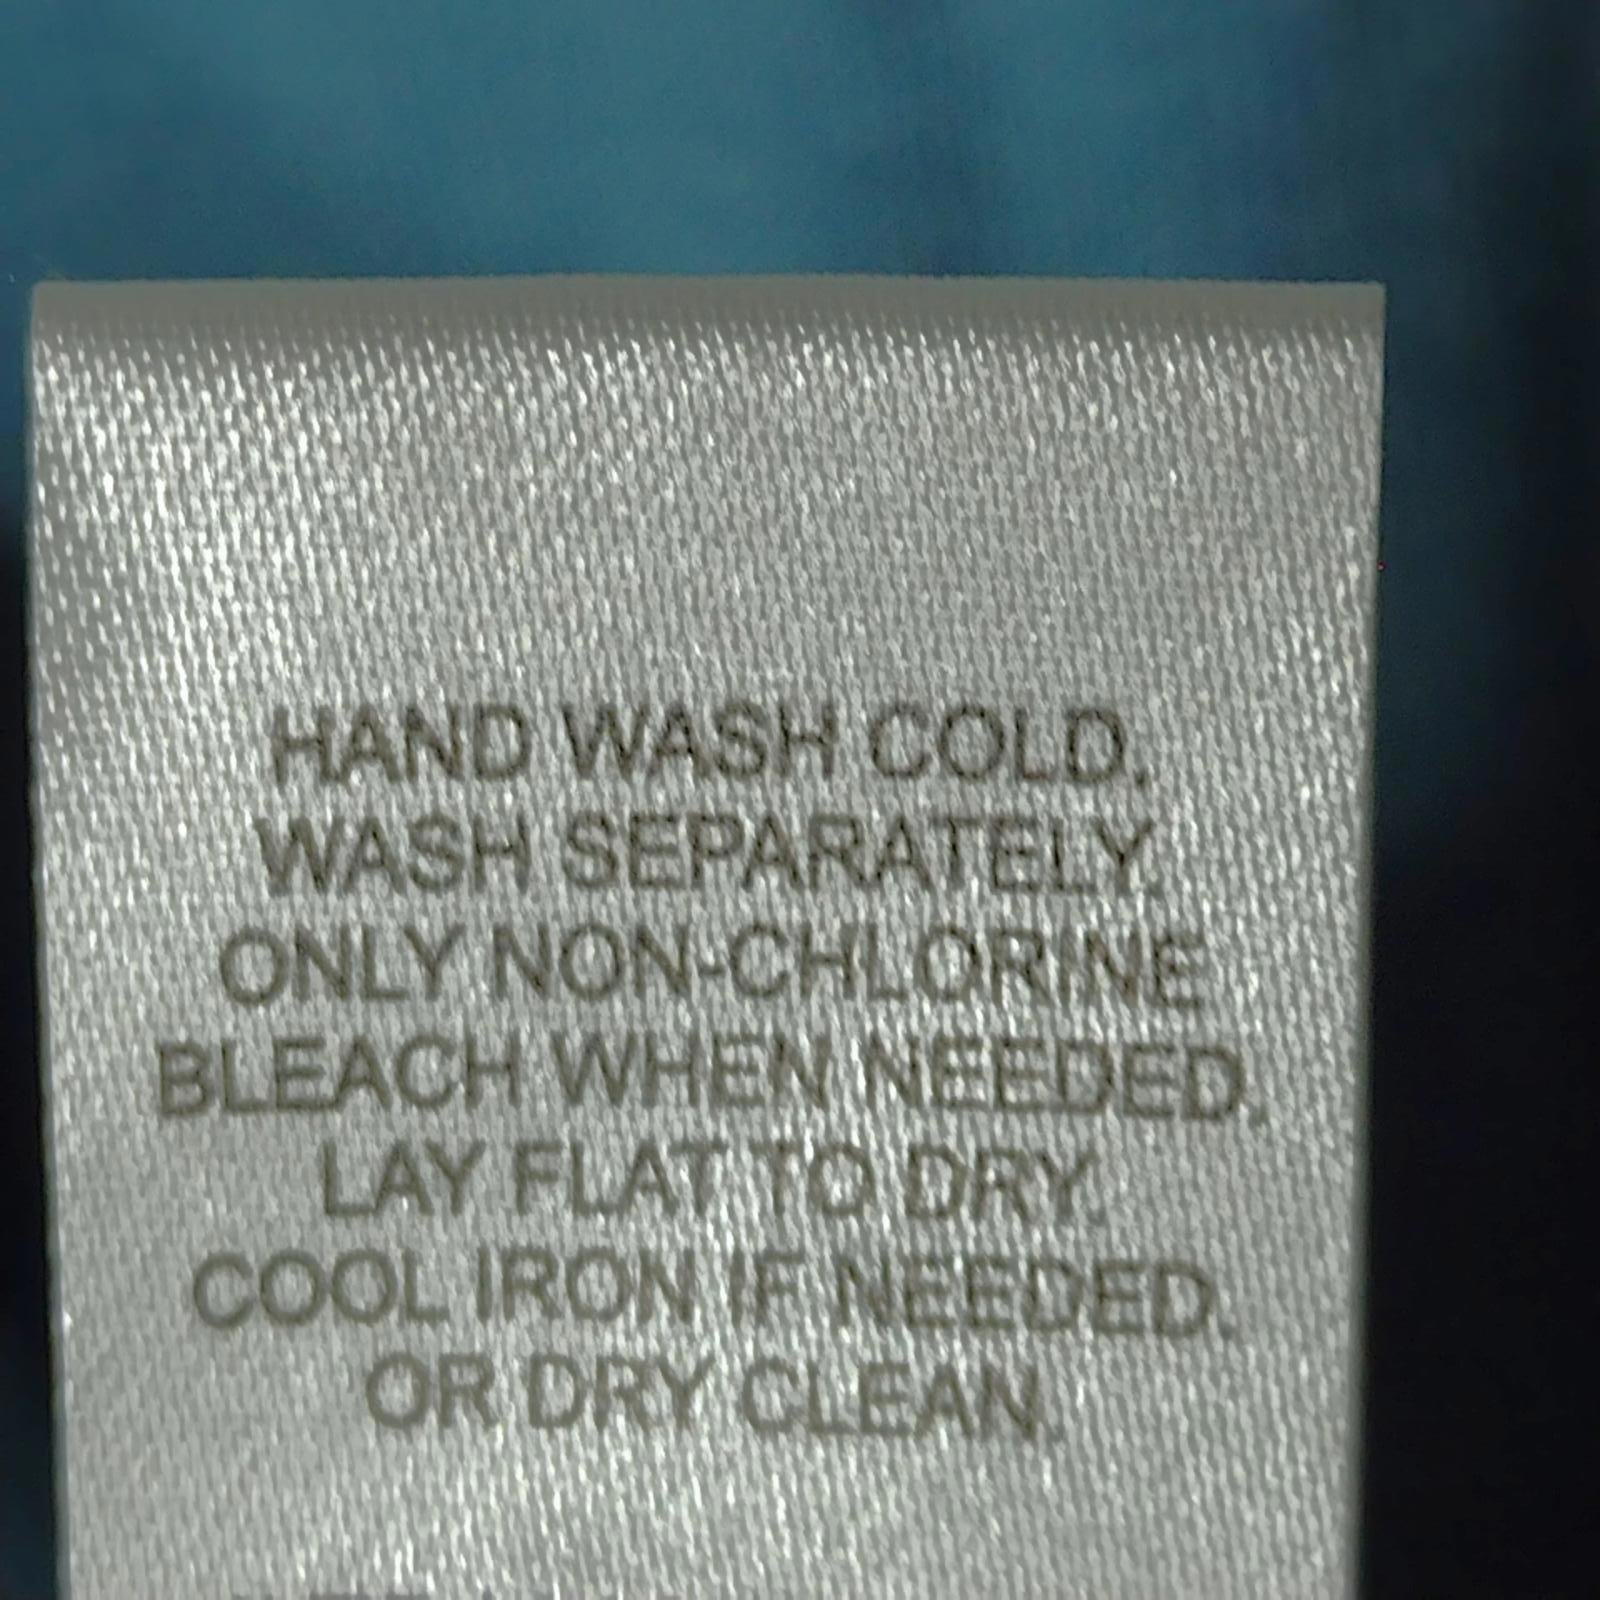 HAND WASH COLD.
WASH SEPARATELY.
ONLY NON-CHLORINE
BLEACH WHEN NEEDED.
LAY FLAT TO DRY.
COOL IRON IF NEEDED.
OR DRY CLEAN.